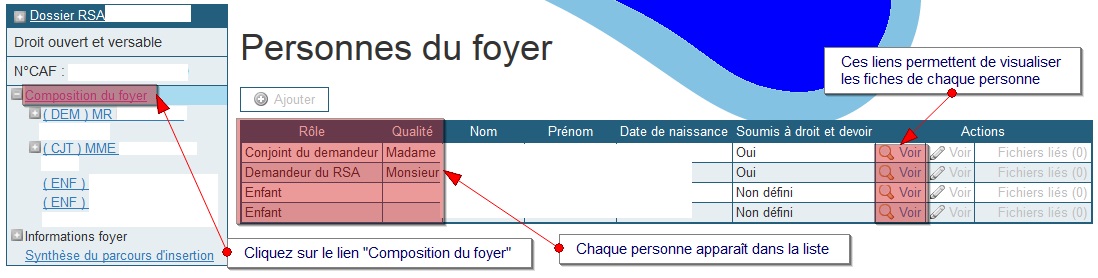 Dossier RSA
Droit ouvert et versable
N°CAF :
Composition du foyer
( DEM ) MR
( CJT ) MME
( ENF )
( ENF )
Informations foyer
Synthèse du parcours d'insertion
Personnes du foyer
Ces liens permettent de visualiser
les fiches de chaque personne
Ajouter
Rôle Qualité Nom Prénom Date de naissance Soumis à droit et devoir Actions
Conjoint du demandeur Madame Oui Voir Voir Fichiers liés (0)
Demandeur du RSA Monsieur Oui Voir Voir Fichiers liés (0)
Enfant Non défini Voir Voir Fichiers liés (0)
Enfant Non défini Voir Voir Fichiers liés (0)
Cliquez sur le lien "Composition du foyer"
Chaque personne apparaît dans la liste